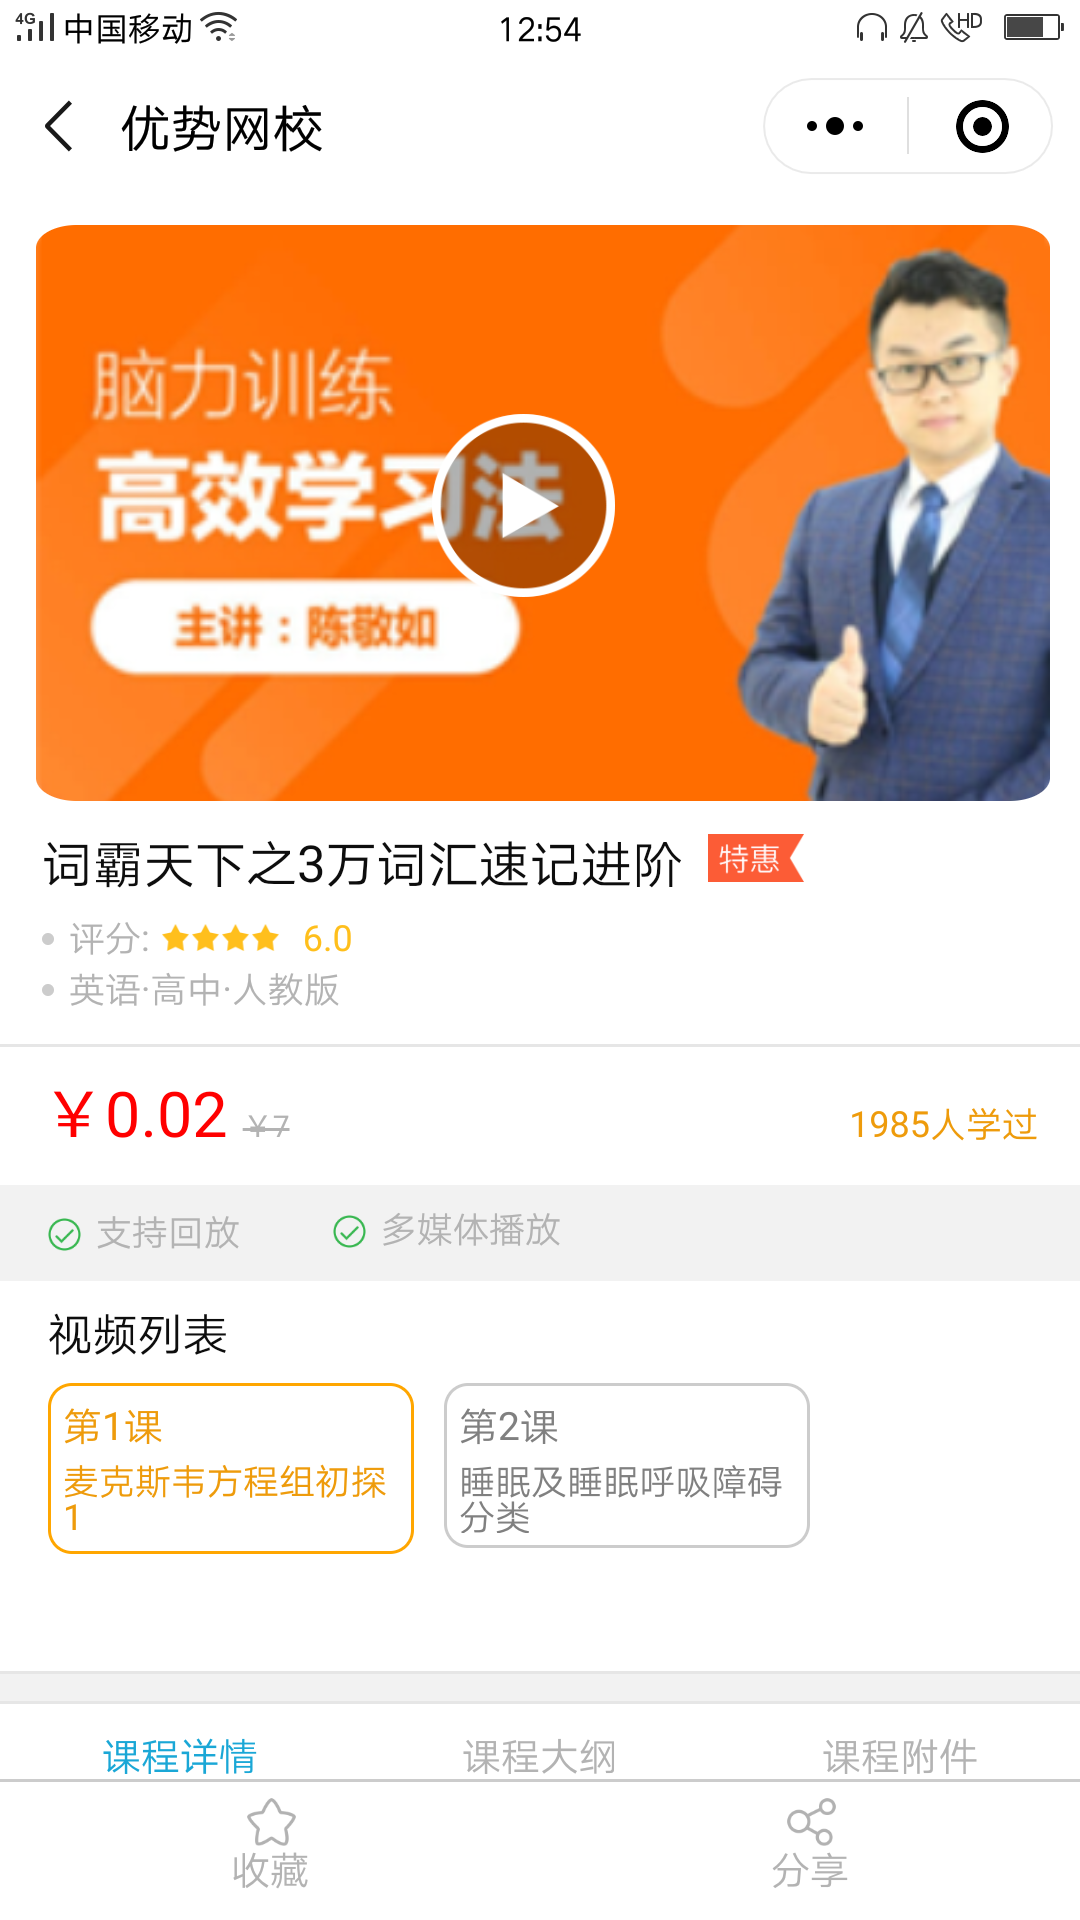 4G 中国移动 12:54 HD
优势网校
脑力训练
高效学习法
主讲：陈敬如
词霸天下之3万词汇速记进阶 特惠
评分: 6.0
英语·高中·人教版
￥0.02 ￥7 1985人学过
支持回放 多媒体播放
视频列表
第1课
麦克斯韦方程组初探
1
第2课
睡眠及睡眠呼吸障碍
分类
课程详情 课程大纲 课程附件
收藏 分享